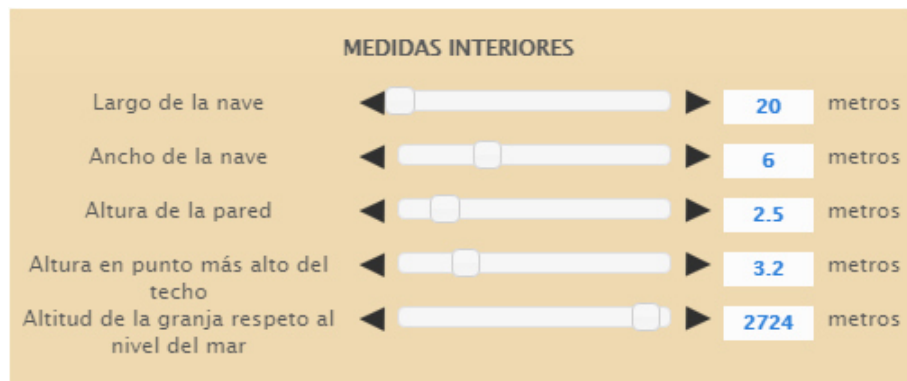 MEDIDAS INTERIORES
Largo de la nave 20 metros
Ancho de la nave 6 metros
Altura de la pared 2.5 metros
Altura en punto más alto del
techo 3.2 metros
Altitud de la granja respeto al
nivel del mar 2724 metros